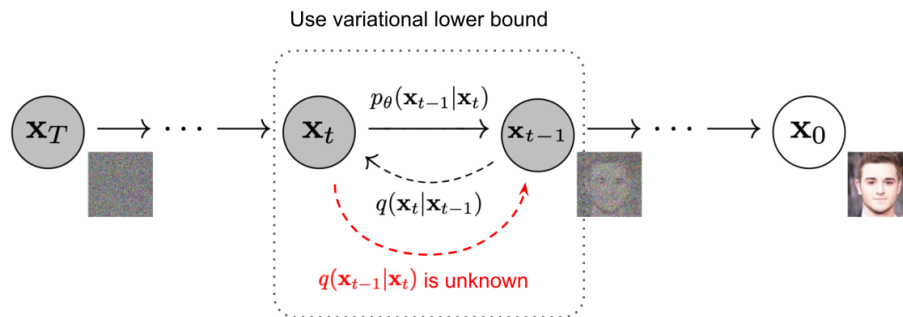 Use variational lower bound
p_θ(x_{t−1}|x_t)
x_T ⋯ x_t x_{t−1} ⋯ x_0
q(x_t|x_{t−1})
q(x_{t−1}|x_t) is unknown